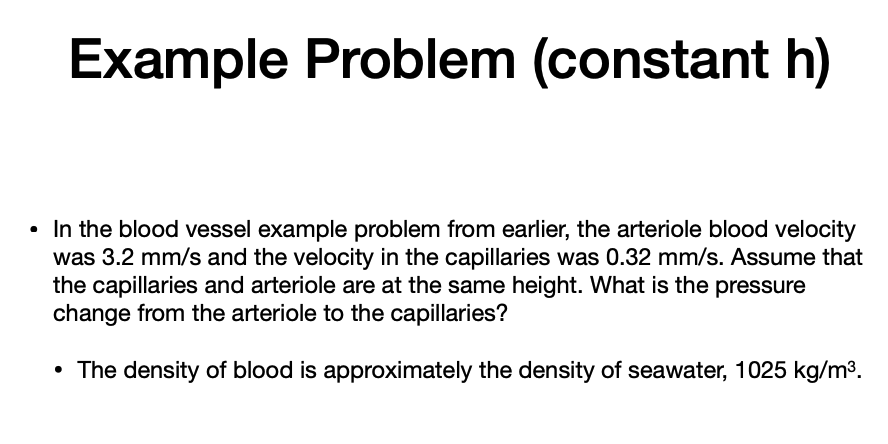 Example Problem (constant h)
• In the blood vessel example problem from earlier, the arteriole blood velocity
was 3.2 mm/s and the velocity in the capillaries was 0.32 mm/s. Assume that
the capillaries and arteriole are at the same height. What is the pressure
change from the arteriole to the capillaries?
• The density of blood is approximately the density of seawater, 1025 kg/m³.